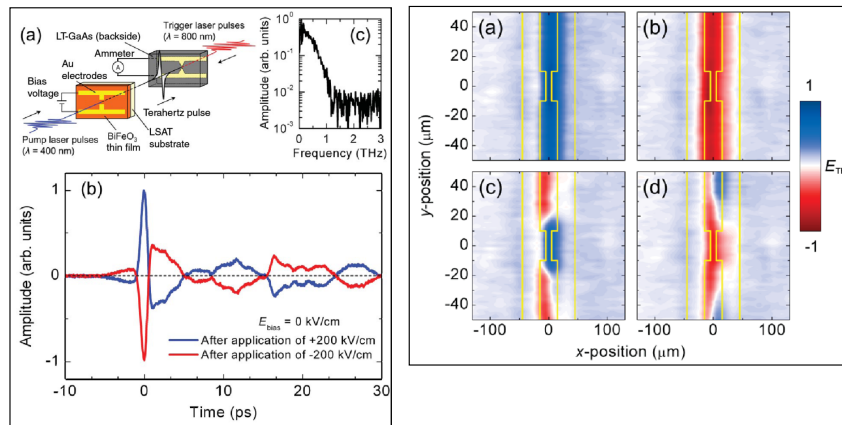 (a)
Trigger laser pulses
(λ = 800 nm)
LT-GaAs (backside)
Ammeter
A
Au
electrodes
Bias
voltage
Terahertz pulse
LSAT
substrate
BiFeO3
thin film
Pump laser pulses
(λ = 400 nm)
(c)
Amplitude (arb. units)
10^0
10^-1
10^-2
10^-3
0 1 2 3
Frequency (THz)
(b)
Amplitude (arb. units)
1
0
-1
Ebias = 0 kV/cm
After application of +200 kV/cm
After application of -200 kV/cm
-10 0 10 20 30
Time (ps)
(a)
(b)
(c)
(d)
y-position (μm)
40
20
0
-20
-40
40
20
0
-20
-40
-100 -50 0 50 100
-100 -50 0 50 100
x-position (μm)
1
-1